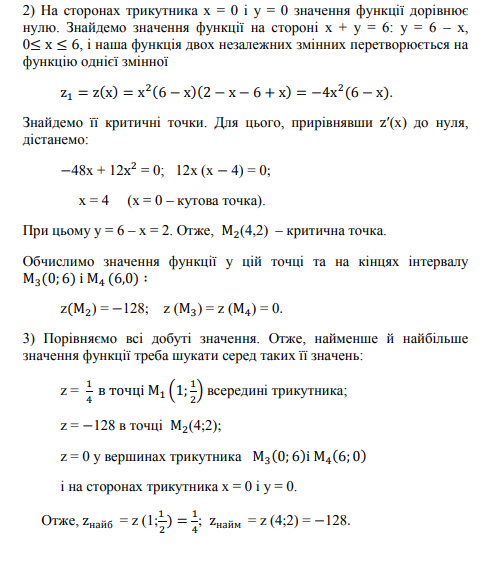 2) На сторонах трикутника x = 0 і y = 0 значення функції дорівнює
нулю. Знайдемо значення функції на стороні x + y = 6: y = 6 – x,
0≤ x ≤ 6, і наша функція двох незалежних змінних перетворюється на
функцію однієї змінної
z₁ = z(x) = x²(6 − x)(2 − x − 6 + x) = −4x²(6 − x).
Знайдемо її критичні точки. Для цього, прирівнявши z′(x) до нуля,
дістанемо:
−48x + 12x² = 0; 12x (x − 4) = 0;
x = 4 (x = 0 – кутова точка).
При цьому y = 6 – x = 2. Отже, M₂(4,2) – критична точка.
Обчислимо значення функції у цій точці та на кінцях інтервалу
M₃(0; 6) і M₄ (6,0) :
z(M₂) = −128; z (M₃) = z (M₄) = 0.
3) Порівняємо всі добуті значення. Отже, найменше й найбільше
значення функції треба шукати серед таких її значень:
z = 1/4 в точці M₁ (1; 1/2) всередині трикутника;
z = −128 в точці M₂(4;2);
z = 0 у вершинах трикутника M₃(0; 6)і M₄(6; 0)
і на сторонах трикутника x = 0 і y = 0.
Отже, zнайб = z (1; 1/2) = 1/4; zнайм = z (4;2) = −128.